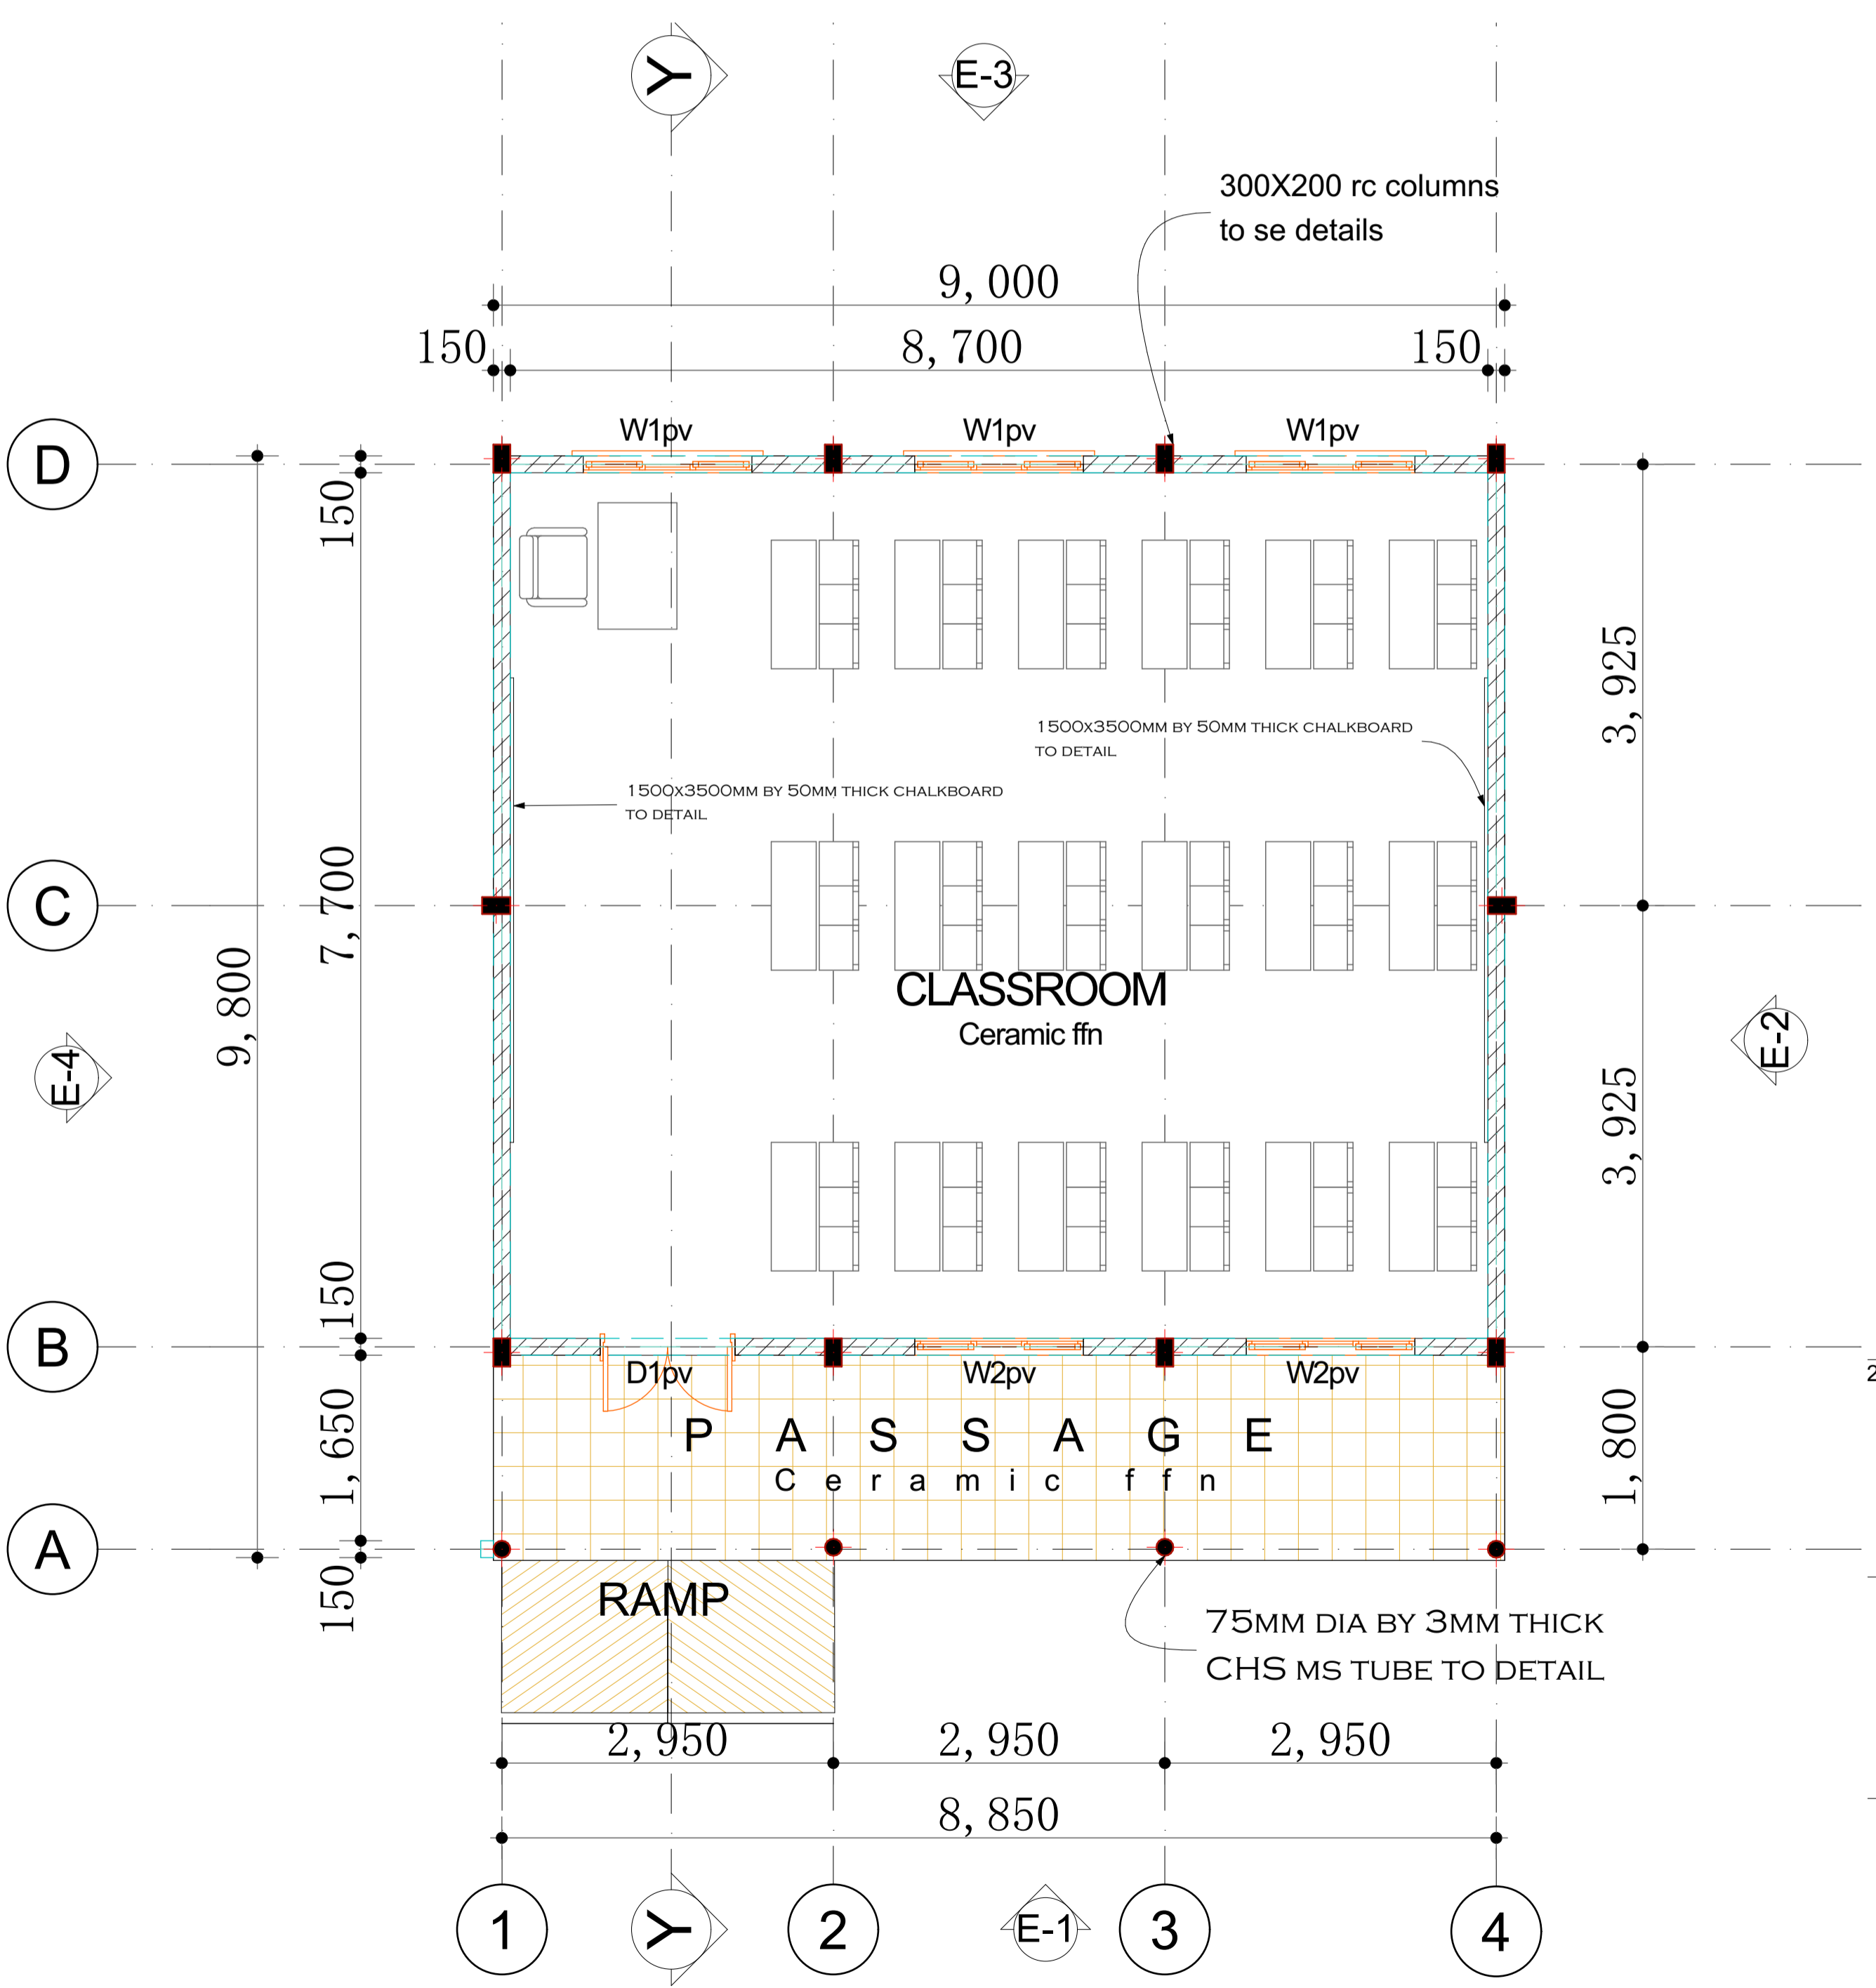 Y
E-3
300X200 rc columns
to se details
9,000
150
8,700
150
W1pv
W1pv
W1pv
D
150
3,925
1500X3500MM BY 50MM THICK CHALKBOARD
TO DETAIL
1500X3500MM BY 50MM THICK CHALKBOARD
TO DETAIL
C
7,700
9,800
CLASSROOM
Ceramic ffn
E-4
E-2
3,925
150
B
D1pv
W2pv
W2pv
2
PASSAGE
Ceramic ffn
1,650
1,800
A
150
RAMP
75MM DIA BY 3MM THICK
CHS MS TUBE TO DETAIL
2,950
2,950
2,950
8,850
1
Y
2
E-1
3
4